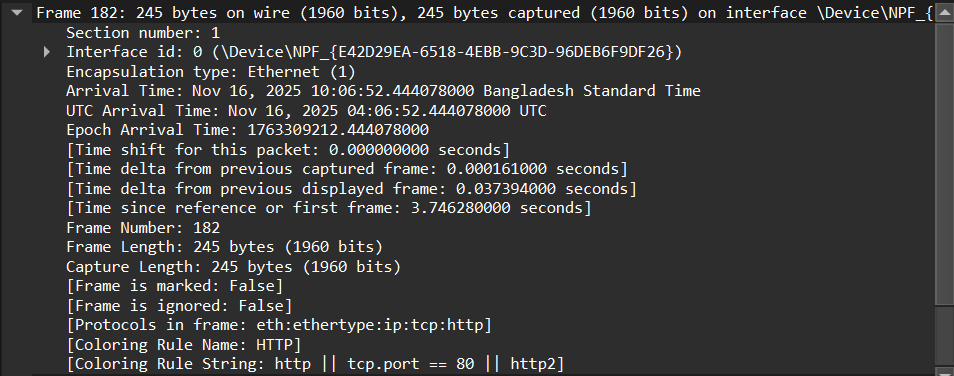 Frame 182: 245 bytes on wire (1960 bits), 245 bytes captured (1960 bits) on interface \Device\NPF_{
Section number: 1
Interface id: 0 (\Device\NPF_{E42D29EA-6518-4EBB-9C3D-96DEB6F9DF26})
Encapsulation type: Ethernet (1)
Arrival Time: Nov 16, 2025 10:06:52.444078000 Bangladesh Standard Time
UTC Arrival Time: Nov 16, 2025 04:06:52.444078000 UTC
Epoch Arrival Time: 1763309212.444078000
[Time shift for this packet: 0.000000000 seconds]
[Time delta from previous captured frame: 0.000161000 seconds]
[Time delta from previous displayed frame: 0.037394000 seconds]
[Time since reference or first frame: 3.746280000 seconds]
Frame Number: 182
Frame Length: 245 bytes (1960 bits)
Capture Length: 245 bytes (1960 bits)
[Frame is marked: False]
[Frame is ignored: False]
[Protocols in frame: eth:ethertype:ip:tcp:http]
[Coloring Rule Name: HTTP]
[Coloring Rule String: http || tcp.port == 80 || http2]